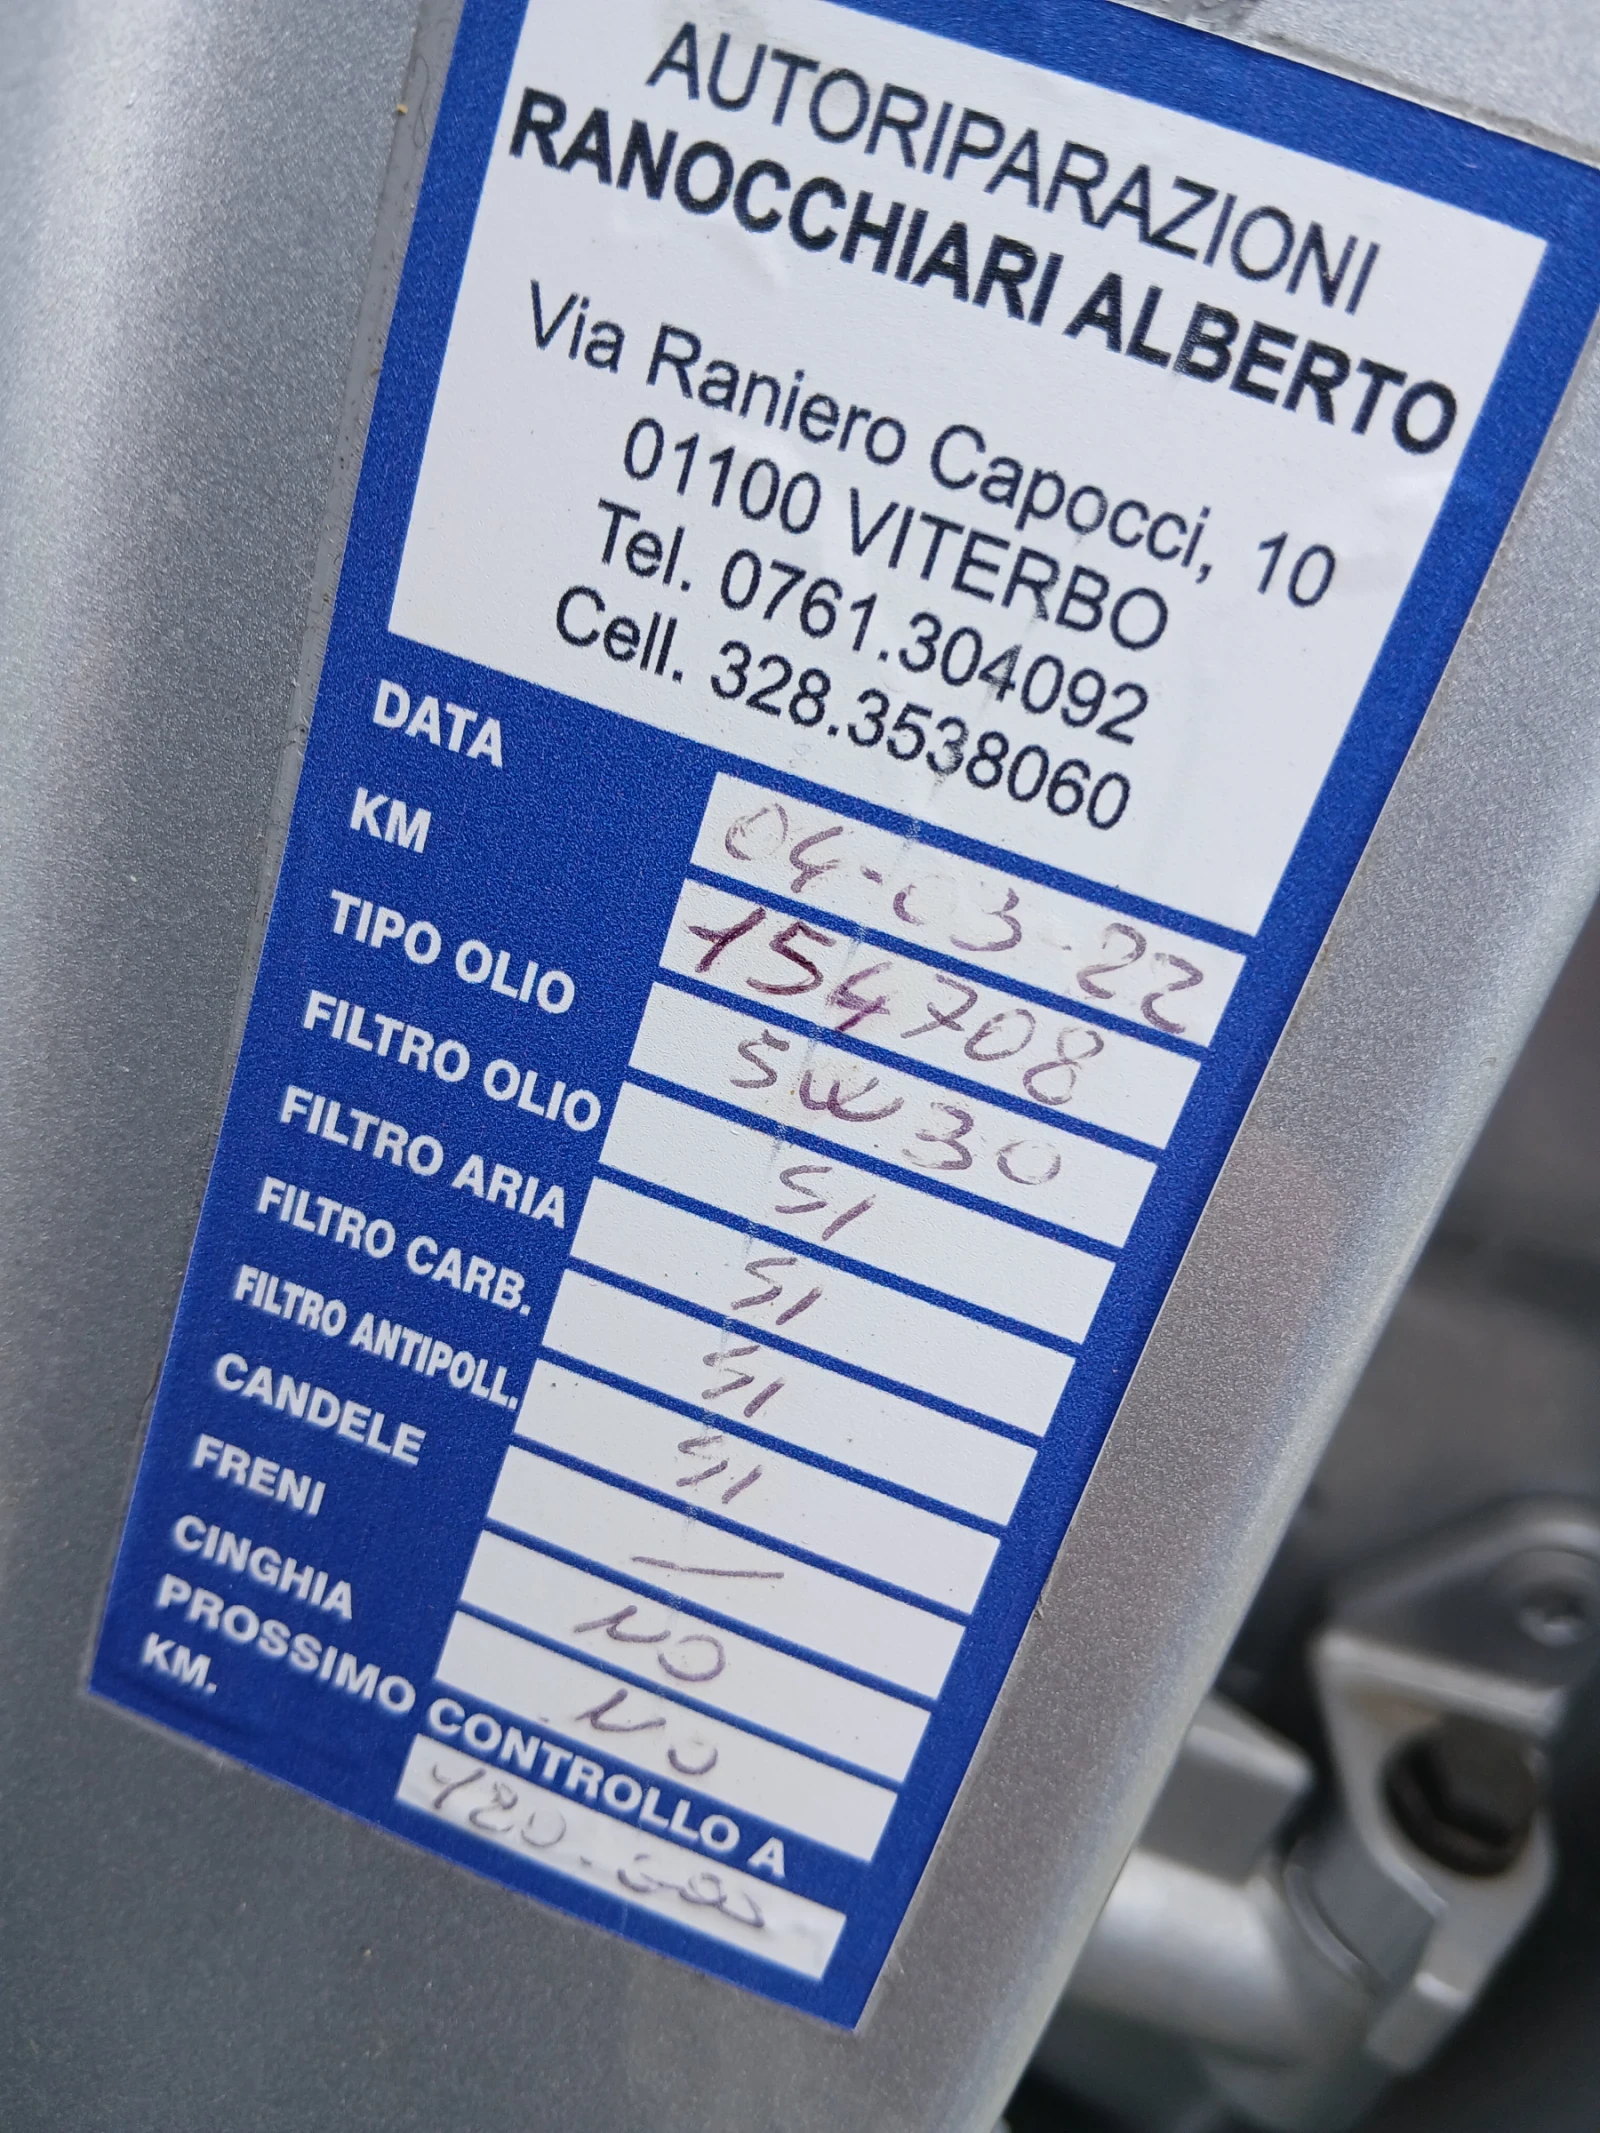 AUTORIPARAZIONI
RANOCCHIARI ALBERTO
Via Raniero Capocci, 10
01100 VITERBO
Tel. 0761.304092
Cell. 328.3538060
DATA 04-03-22
KM 154708
TIPO OLIO 5W30
FILTRO OLIO SI
FILTRO ARIA SI
FILTRO CARB. SI
FILTRO ANTIPOLL. SI
CANDELE —
FRENI NO
CINGHIA NO
PROSSIMO CONTROLLO A
KM.